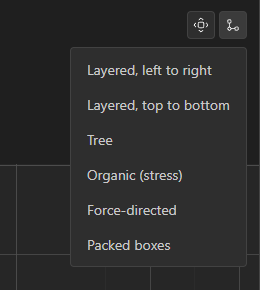 Layered, left to right
Layered, top to bottom
Tree
Organic (stress)
Force-directed
Packed boxes